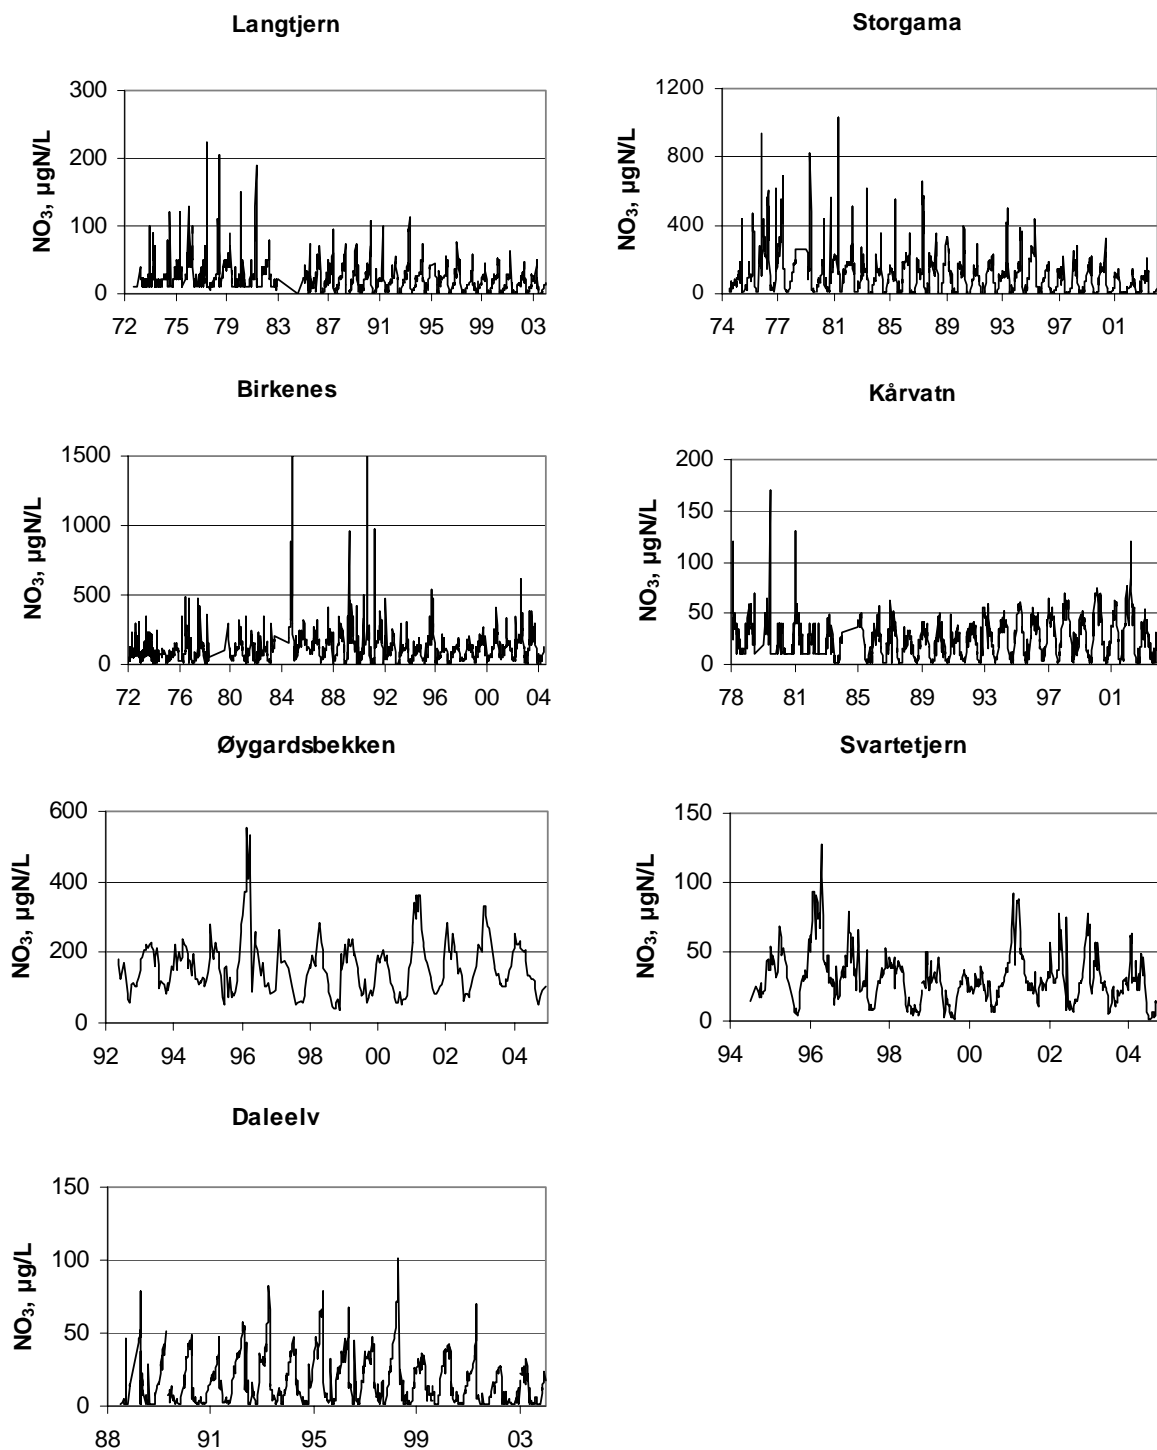 Langtjern
NO₃, µgN/L
300
200
100
0
72 75 79 83 87 91 95 99 03
Storgama
NO₃, µgN/L
1200
800
400
0
74 77 81 85 89 93 97 01
Birkenes
NO₃, µgN/L
1500
1000
500
0
72 76 80 84 88 92 96 00 04
Kårvatn
NO₃, µgN/L
200
150
100
50
0
78 81 85 89 93 97 01
Øygardsbekken
NO₃, µgN/L
600
400
200
0
92 94 96 98 00 02 04
Svartetjern
NO₃, µgN/L
150
100
50
0
94 96 98 00 02 04
Daleelv
NO₃, µg/L
150
100
50
0
88 91 95 99 03